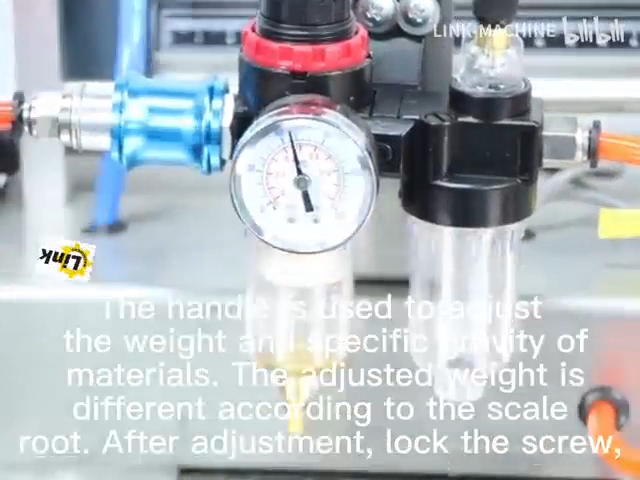 LINK MACHINE bilibili
Link
The handle is used to adjust
the weight and specific gravity of
materials. The adjusted weight is
different according to the scale
root. After adjustment, lock the screw,